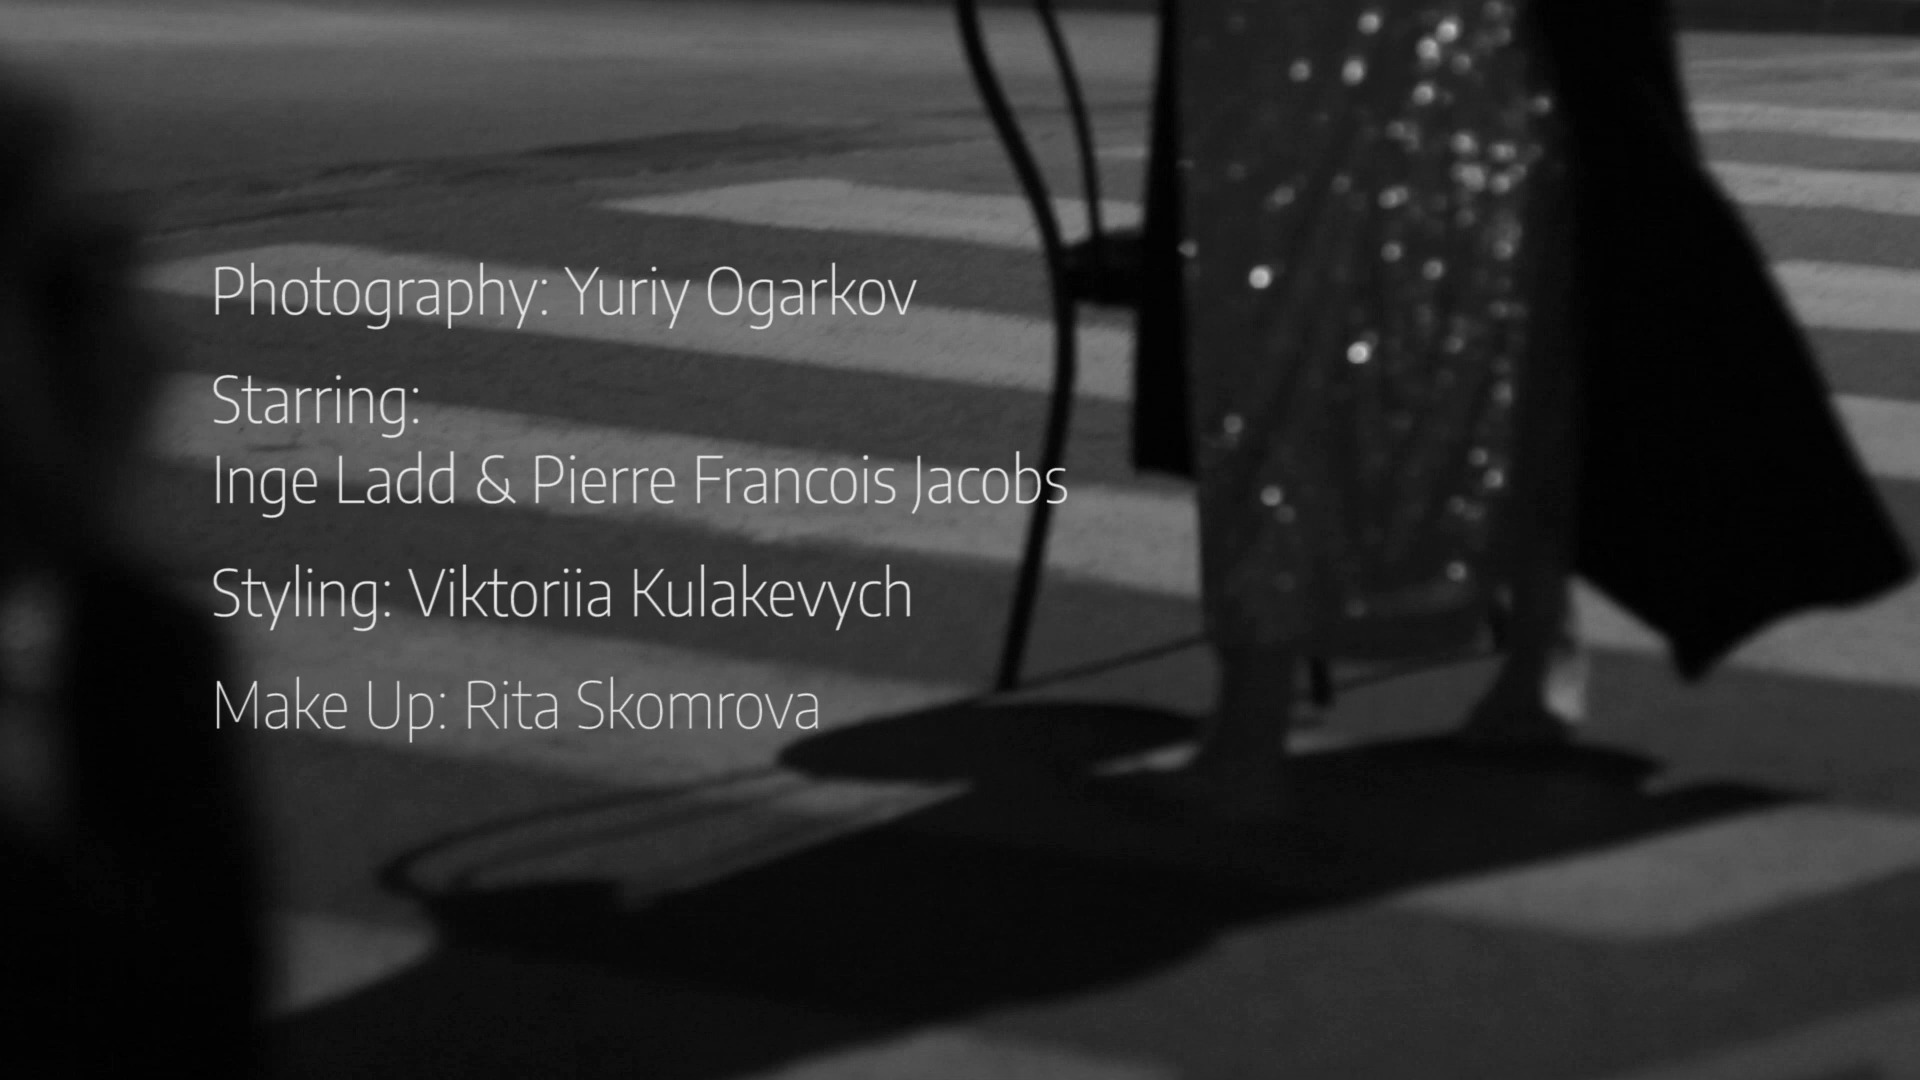 Photography: Yuriy Ogarkov
Starring:
Inge Ladd & Pierre Francois Jacobs
Styling: Viktoriia Kulakevych
Make Up: Rita Skomrova